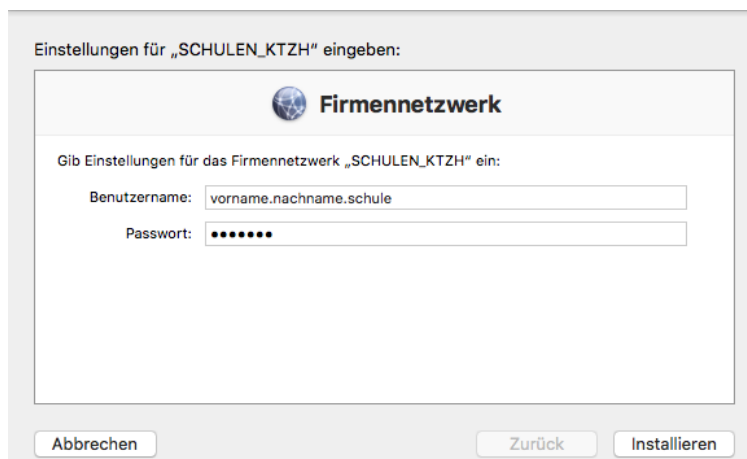 Einstellungen für „SCHULEN_KTZH“ eingeben:
Firmennetzwerk
Gib Einstellungen für das Firmennetzwerk „SCHULEN_KTZH“ ein:
Benutzername: vorname.nachname.schule
Passwort: •••••••
Abbrechen Zurück Installieren